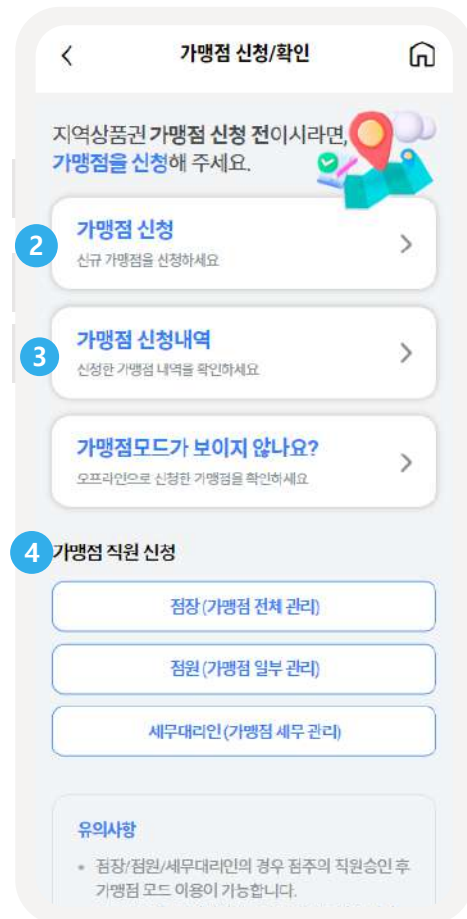 가맹점 신청/확인
지역상품권 가맹점 신청 전이시라면,
가맹점을 신청해 주세요.
2
가맹점 신청
신규 가맹점을 신청하세요
3
가맹점 신청내역
신청한 가맹점 내역을 확인하세요
가맹점모드가 보이지 않나요?
오프라인으로 신청한 가맹점을 확인하세요
4 가맹점 직원 신청
점장 (가맹점 전체 관리)
점원 (가맹점 일부 관리)
세무대리인 (가맹점 세무 관리)
유의사항
• 점장/점원/세무대리인의 경우 점주의 직원승인 후
가맹점 모드 이용이 가능합니다.